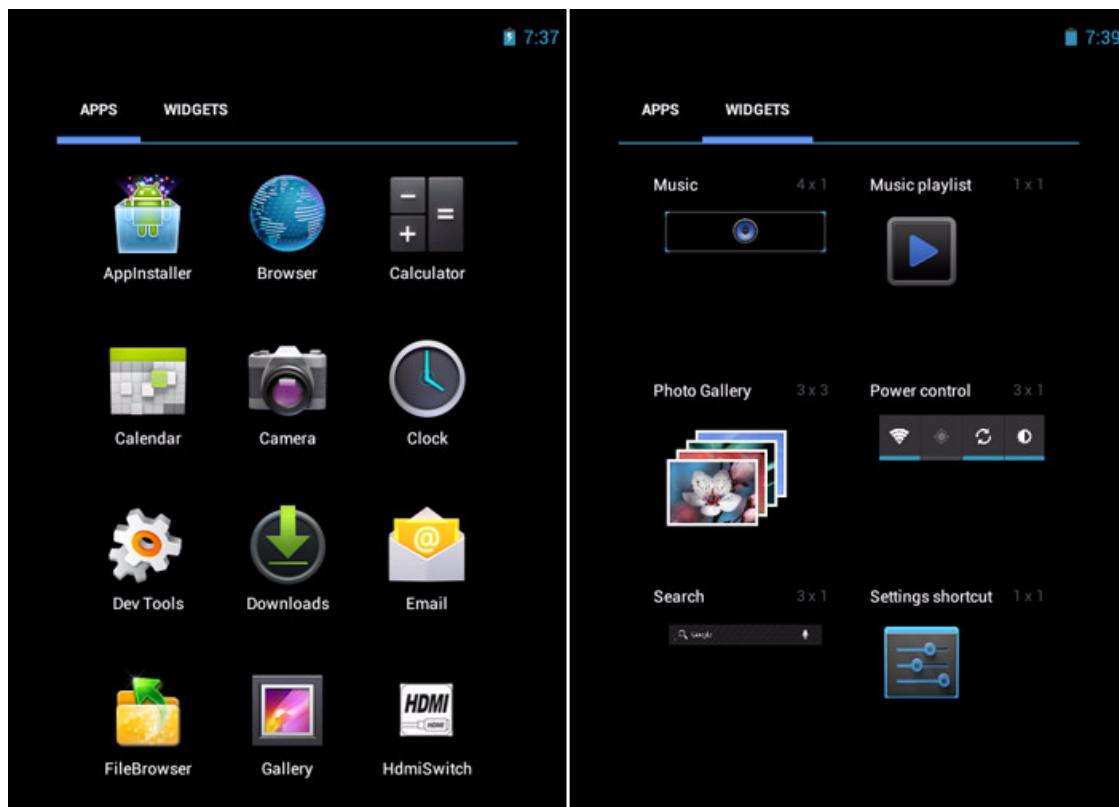 7:37
APPS WIDGETS
AppInstaller Browser Calculator
Calendar Camera Clock
@
Dev Tools Downloads Email
HDMI
HDMI
FileBrowser Gallery HdmiSwitch
7:39
APPS WIDGETS
Music 4 x 1 Music playlist 1 x 1
Photo Gallery 3 x 3 Power control 3 x 1
Search 3 x 1 Settings shortcut 1 x 1
Google